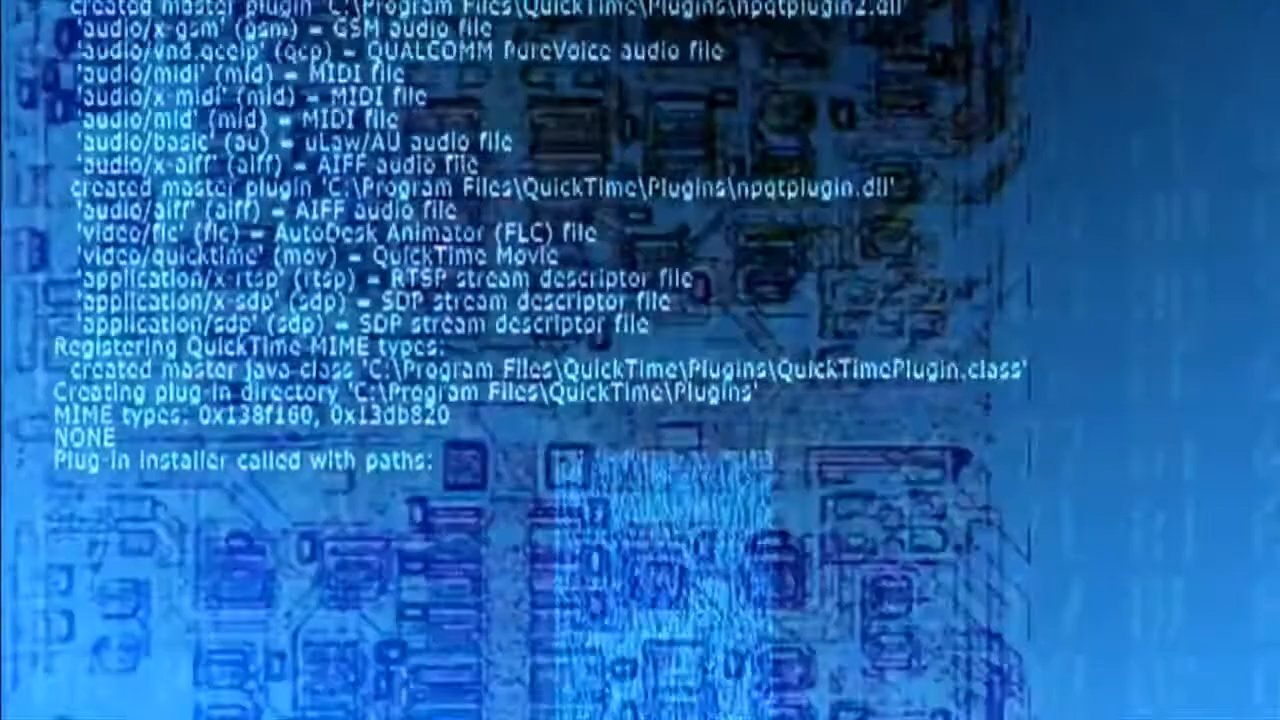 created master plugin 'C:\Program Files\QuickTime\Plugins\npqtplugin2.dll'
'audio/x-gsm' (gsm) = GSM audio file
'audio/vnd.qcelp' (qcp) = QUALCOMM PureVoice audio file
'audio/midi' (mid) = MIDI file
'audio/x-midi' (mid) = MIDI file
'audio/mid' (mid) = MIDI file
'audio/basic' (au) = uLaw/AU audio file
'audio/x-aiff' (aiff) = AIFF audio file
created master plugin 'C:\Program Files\QuickTime\Plugins\npqtplugin.dll'
'audio/aiff' (aiff) = AIFF audio file
'video/flc' (flc) = AutoDesk Animator (FLC) file
'video/quicktime' (mov) = QuickTime Movie
'application/x-rtsp' (rtsp) = RTSP stream descriptor file
'application/x-sdp' (sdp) = SDP stream descriptor file
'application/sdp' (sdp) = SDP stream descriptor file
Registering QuickTime MIME types:
created master java-class 'C:\Program Files\QuickTime\Plugins\QuickTimePlugin.class'
Creating plug-in directory 'C:\Program Files\QuickTime\Plugins'
MIME types: 0x138f160, 0x13db820
NONE
Plug-in installer called with paths: